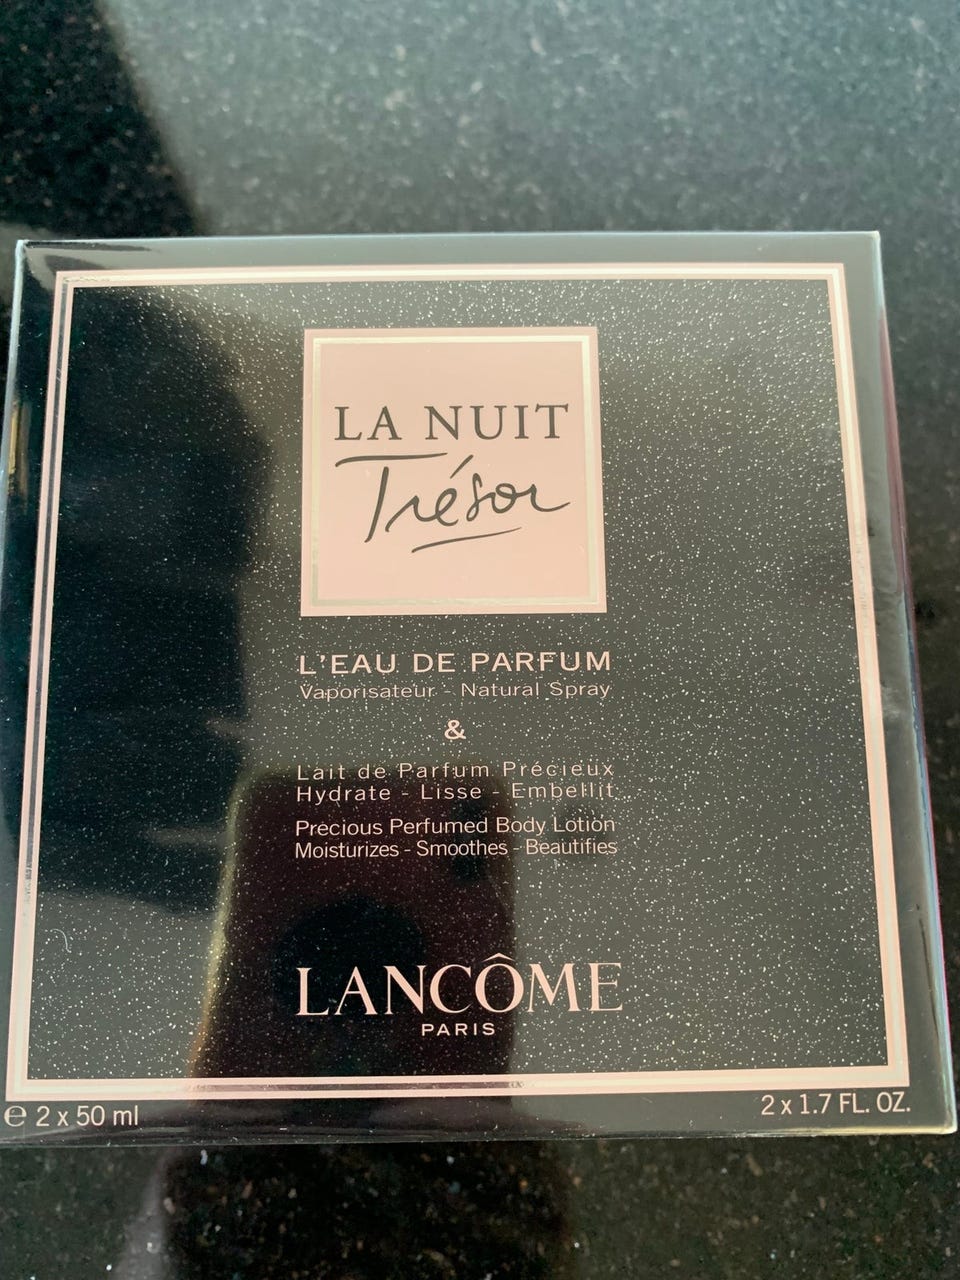 LA NUIT
Trésor
L'EAU DE PARFUM
Vaporisateur - Natural Spray
&
Lait de Parfum Précieux
Hydrate - Lisse - Embellit
Precious Perfumed Body Lotion
Moisturizes - Smoothes - Beautifies
LANCÔME
PARIS
℮ 2 x 50 ml
2 x 1.7 FL. OZ.